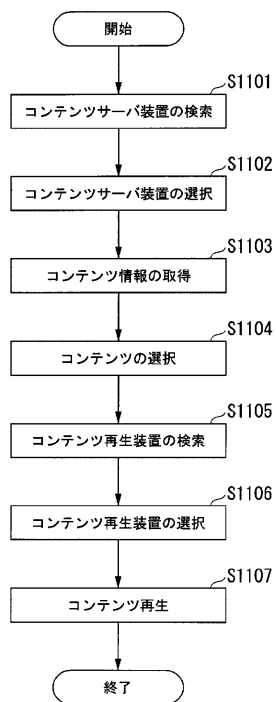 開始
S1101
コンテンツサーバ装置の検索
S1102
コンテンツサーバ装置の選択
S1103
コンテンツ情報の取得
S1104
コンテンツの選択
S1105
コンテンツ再生装置の検索
S1106
コンテンツ再生装置の選択
S1107
コンテンツ再生
終了